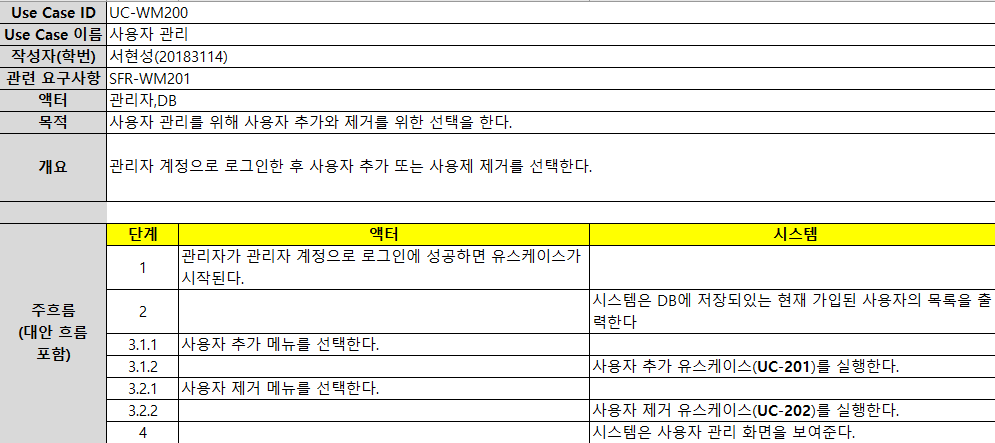 Use Case ID UC-WM200
Use Case 이름 사용자 관리
작성자(학번) 서현성(20183114)
관련 요구사항 SFR-WM201
액터 관리자,DB
목적 사용자 관리를 위해 사용자 추가와 제거를 위한 선택을 한다.
개요 관리자 계정으로 로그인한 후 사용자 추가 또는 사용제 제거를 선택한다.
주흐름
(대안 흐름
포함)
단계 액터 시스템
1 관리자가 관리자 계정으로 로그인에 성공하면 유스케이스가
시작된다.
2 시스템은 DB에 저장되있는 현재 가입된 사용자의 목록을 출
력한다
3.1.1 사용자 추가 메뉴를 선택한다.
3.1.2 사용자 추가 유스케이스(UC-201)를 실행한다.
3.2.1 사용자 제거 메뉴를 선택한다.
3.2.2 사용자 제거 유스케이스(UC-202)를 실행한다.
4 시스템은 사용자 관리 화면을 보여준다.